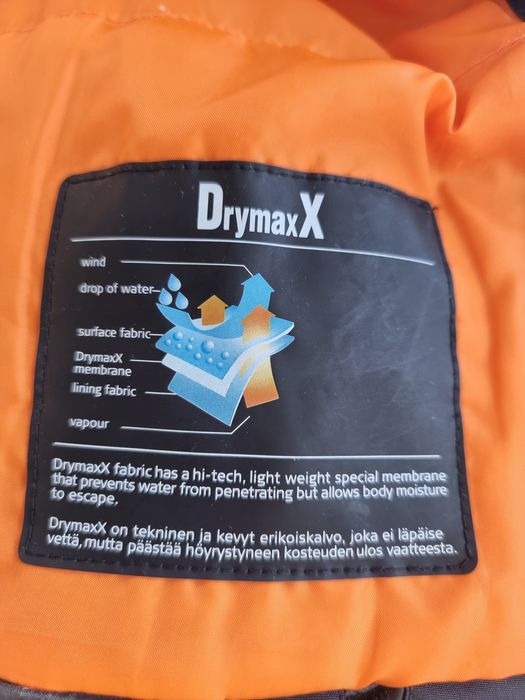 DrymaxX
wind
drop of water
surface fabric
DrymaxX
membrane
lining fabric
vapour
DrymaxX fabric has a hi-tech, light weight special membrane
that prevents water from penetrating but allows body moisture
to escape.
DrymaxX on tekninen ja kevyt erikoiskalvo, joka ei läpäise
vettä, mutta päästää höyrystyneen kosteuden ulos vaatteesta.